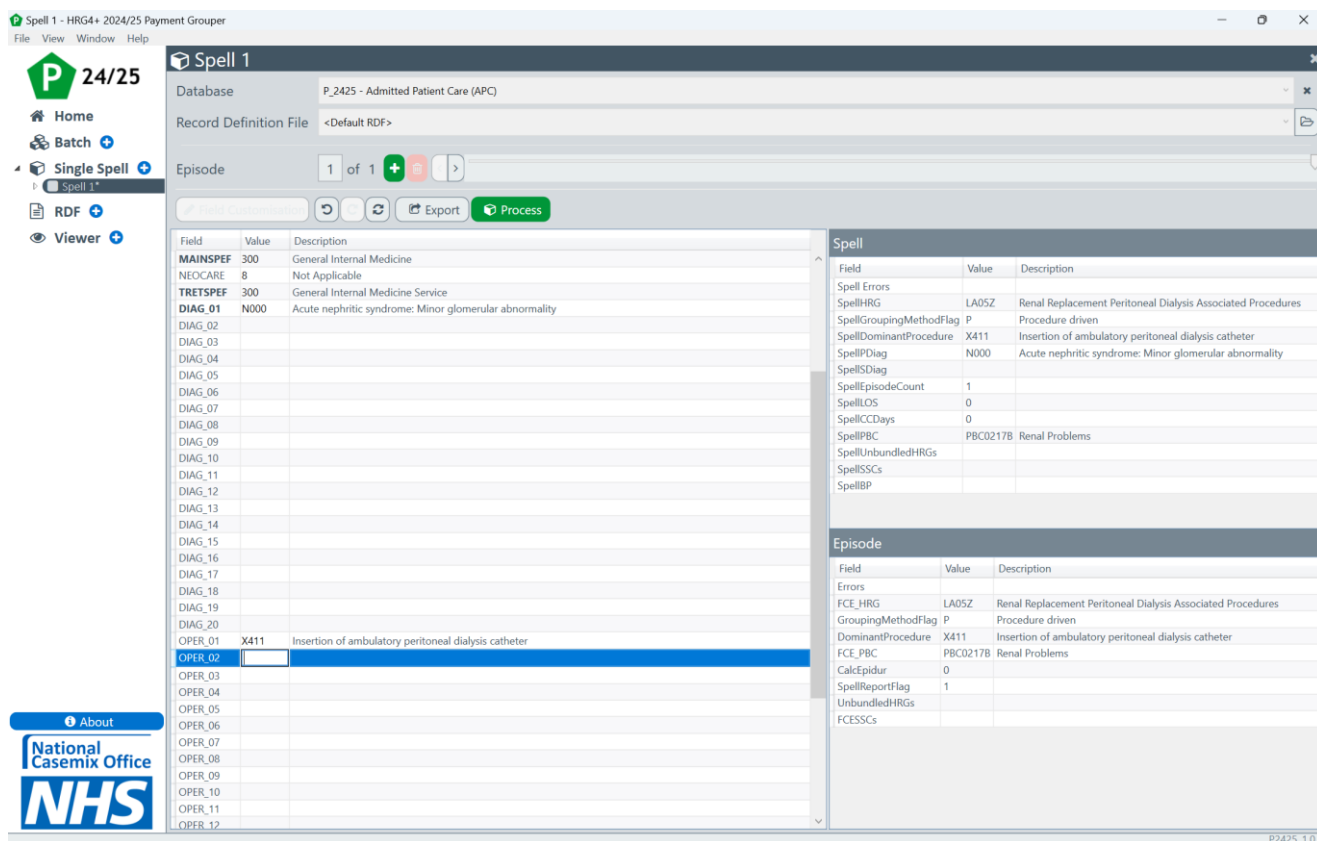 Spell 1 - HRG4+ 2024/25 Payment Grouper
File View Window Help
P 24/25
Home
Batch
Single Spell
Spell 1*
RDF
Viewer
About
National
Casemix Office
NHS
Spell 1
Database P_2425 - Admitted Patient Care (APC)
Record Definition File <Default RDF>
Episode 1 of 1
Field Customisation Export Process
Field Value Description
MAINSPEF 300 General Internal Medicine
NEOCARE 8 Not Applicable
TRETSPEF 300 General Internal Medicine Service
DIAG_01 N000 Acute nephritic syndrome: Minor glomerular abnormality
DIAG_02
DIAG_03
DIAG_04
DIAG_05
DIAG_06
DIAG_07
DIAG_08
DIAG_09
DIAG_10
DIAG_11
DIAG_12
DIAG_13
DIAG_14
DIAG_15
DIAG_16
DIAG_17
DIAG_18
DIAG_19
DIAG_20
OPER_01 X411 Insertion of ambulatory peritoneal dialysis catheter
OPER_02
OPER_03
OPER_04
OPER_05
OPER_06
OPER_07
OPER_08
OPER_09
OPER_10
OPER_11
OPER_12
Spell
Field Value Description
Spell Errors
SpellHRG LA05Z Renal Replacement Peritoneal Dialysis Associated Procedures
SpellGroupingMethodFlag P Procedure driven
SpellDominantProcedure X411 Insertion of ambulatory peritoneal dialysis catheter
SpellPDiag N000 Acute nephritic syndrome: Minor glomerular abnormality
SpellSDiag
SpellEpisodeCount 1
SpellLOS 0
SpellCCDays 0
SpellPBC PBC0217B Renal Problems
SpellUnbundledHRGs
SpellSSCs
SpellBP
Episode
Field Value Description
Errors
FCE_HRG LA05Z Renal Replacement Peritoneal Dialysis Associated Procedures
GroupingMethodFlag P Procedure driven
DominantProcedure X411 Insertion of ambulatory peritoneal dialysis catheter
FCE_PBC PBC0217B Renal Problems
CalcEpidur 0
SpellReportFlag 1
UnbundledHRGs
FCESSCs
P2425_1.0